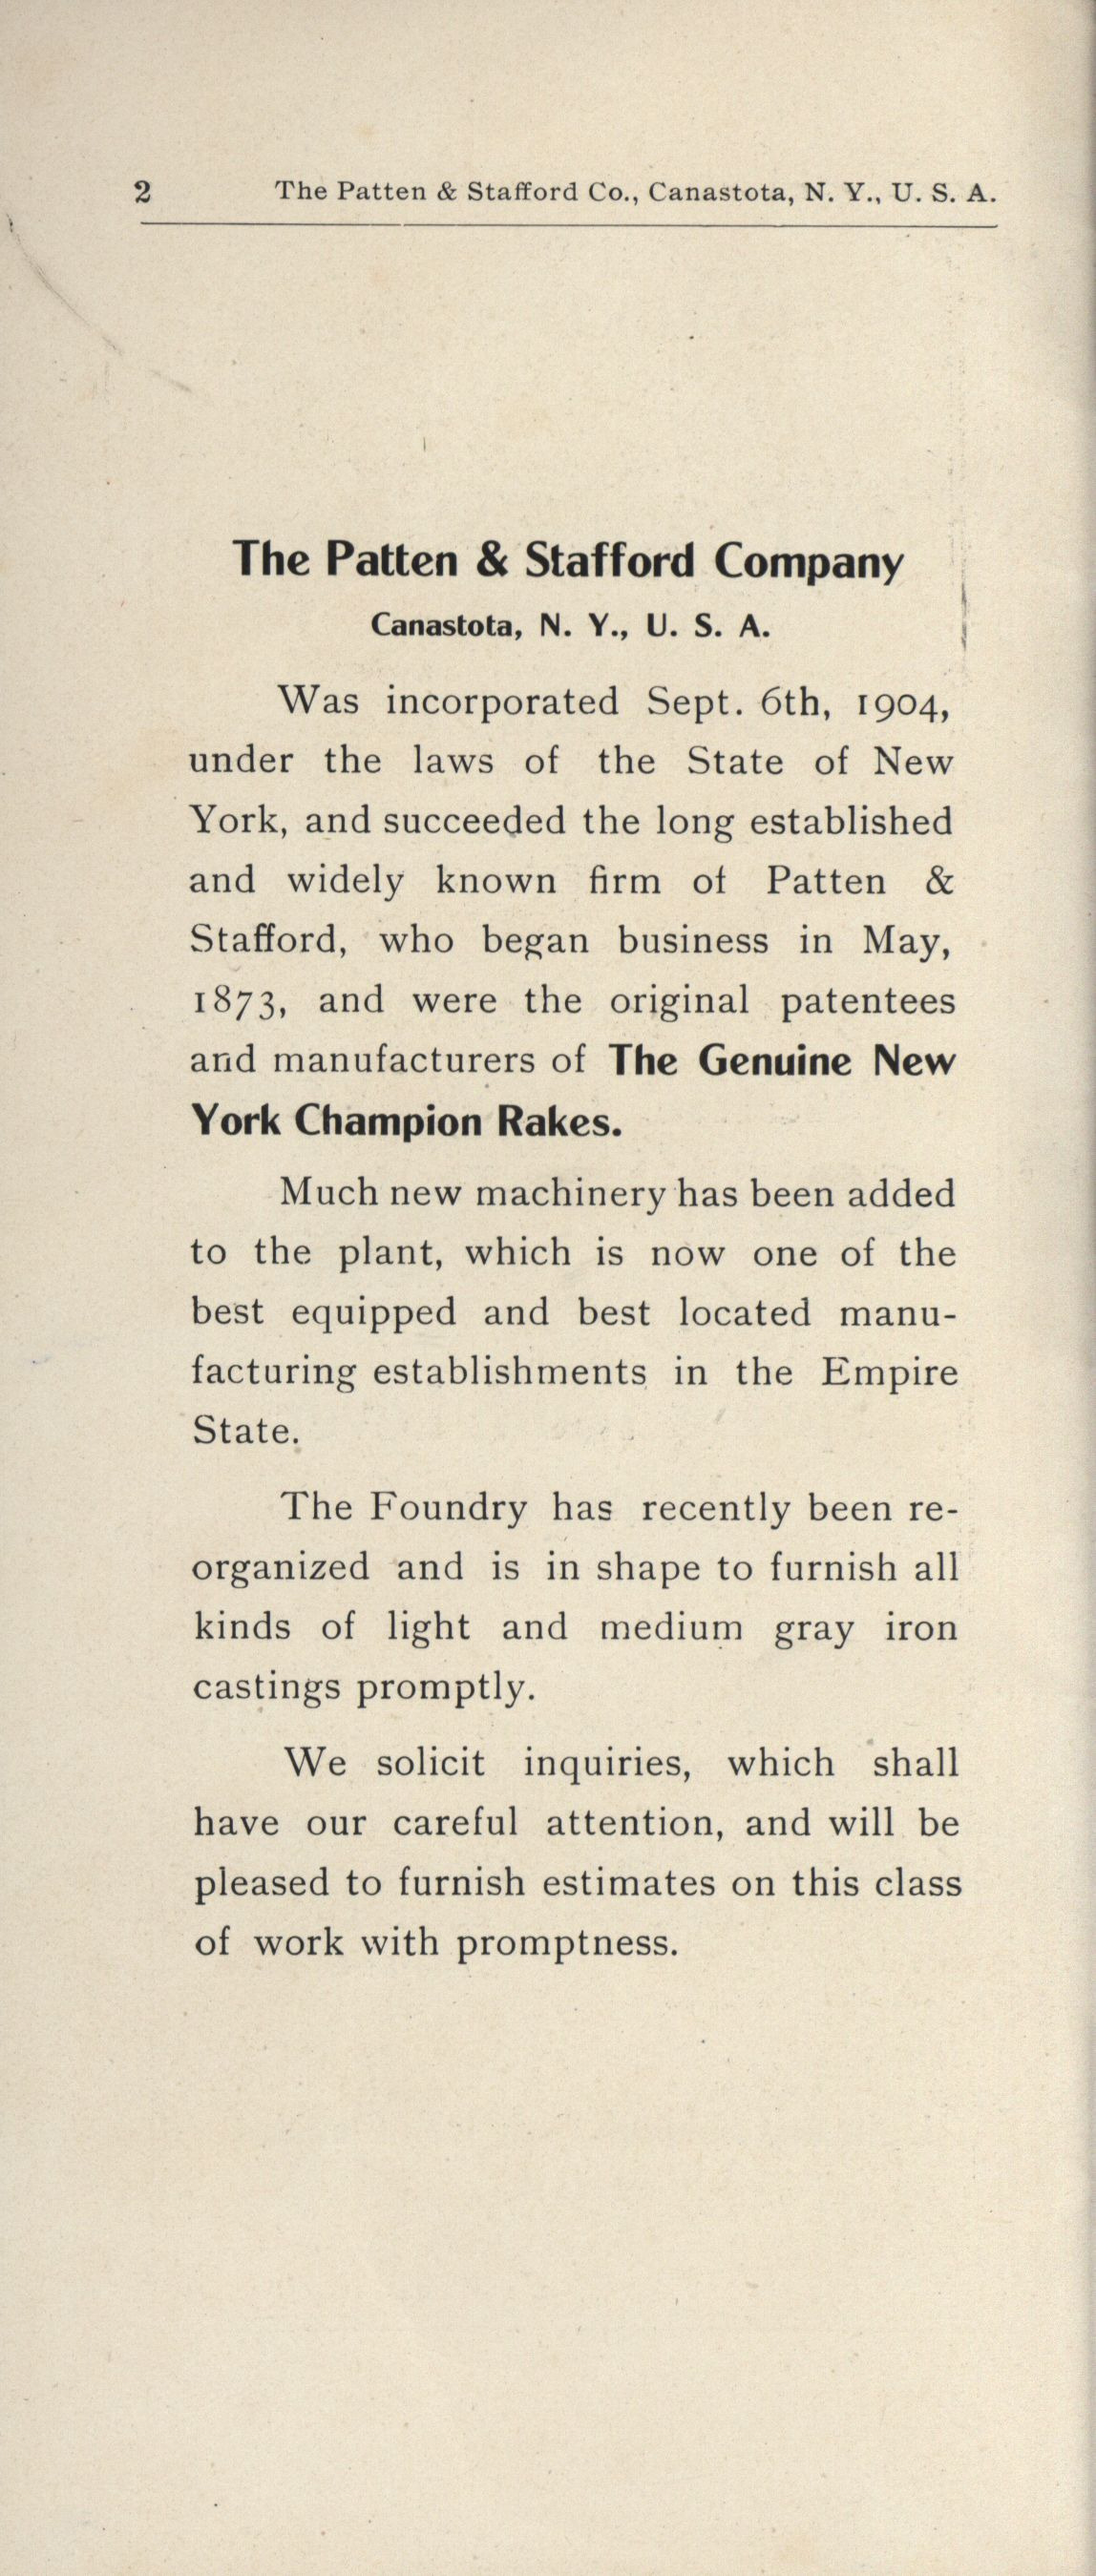 2 The Patten & Stafford Co., Canastota, N. Y., U. S. A.
The Patten & Stafford Company
Canastota, N. Y., U. S. A.
Was incorporated Sept. 6th, 1904,
under the laws of the State of New
York, and succeeded the long established
and widely known firm of Patten &
Stafford, who began business in May,
1873, and were the original patentees
and manufacturers of The Genuine New
York Champion Rakes.
Much new machinery has been added
to the plant, which is now one of the
best equipped and best located manu-
facturing establishments in the Empire
State.
The Foundry has recently been re-
organized and is in shape to furnish all
kinds of light and medium gray iron
castings promptly.
We solicit inquiries, which shall
have our careful attention, and will be
pleased to furnish estimates on this class
of work with promptness.